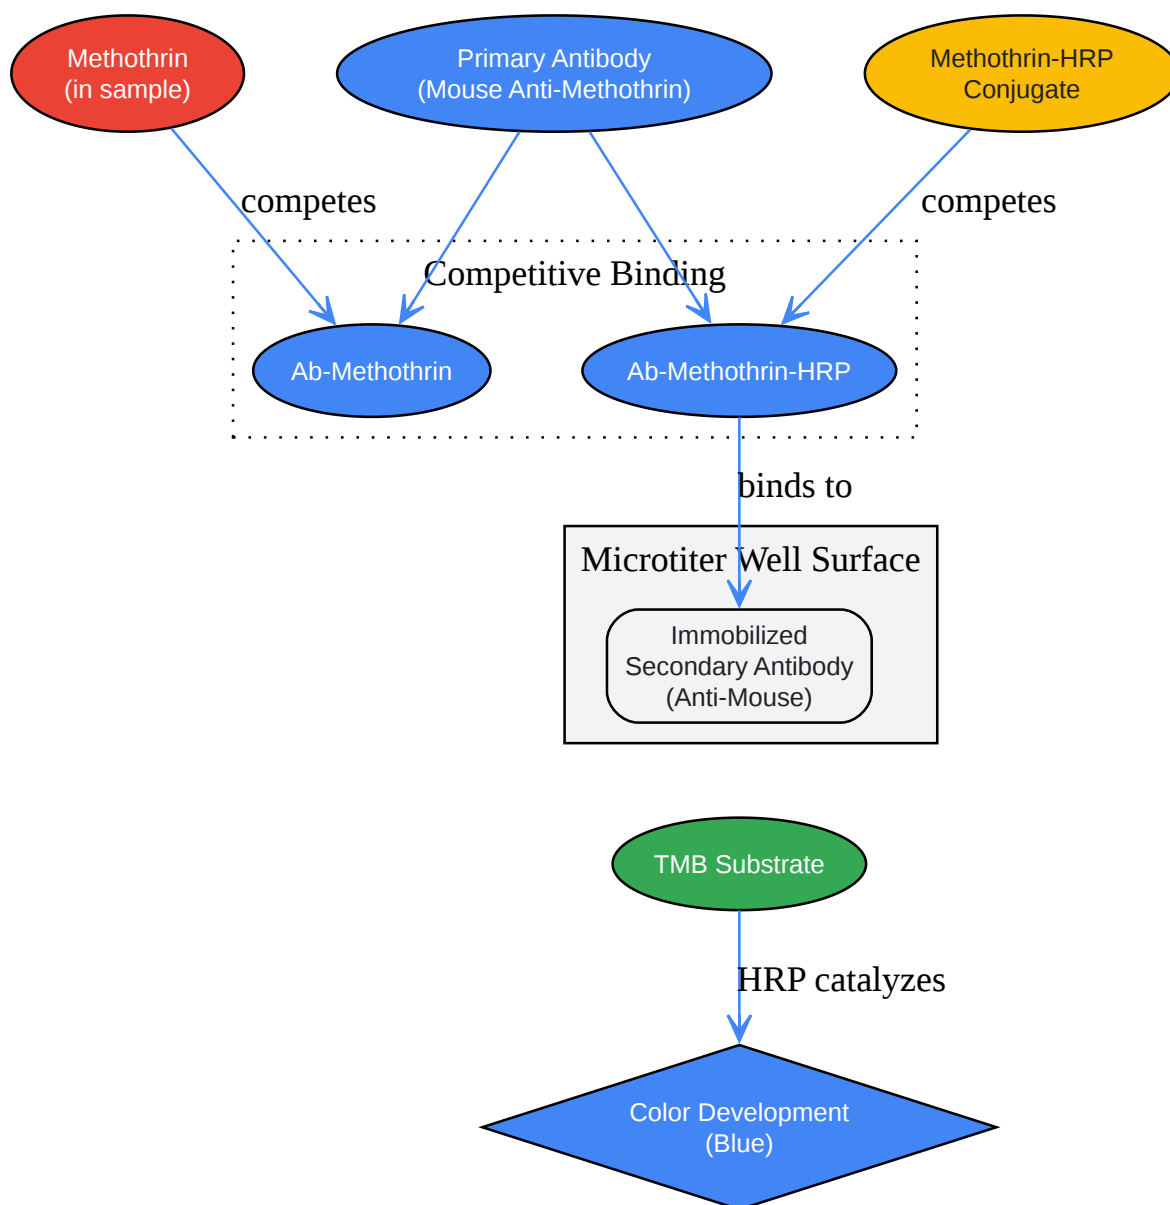 Methothrin
(in sample)
Primary Antibody
(Mouse Anti-Methothrin)
Methothrin-HRP
Conjugate
competes
competes
Competitive Binding
Ab-Methothrin
Ab-Methothrin-HRP
binds to
Microtiter Well Surface
Immobilized
Secondary Antibody
(Anti-Mouse)
TMB Substrate
HRP catalyzes
Color Development
(Blue)